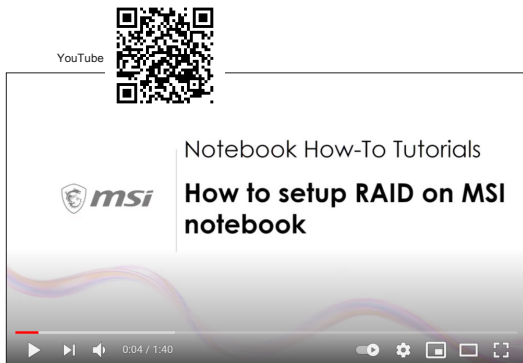 YouTube
Notebook How-To Tutorials
msi
How to setup RAID on MSI
notebook
0:04 / 1:40